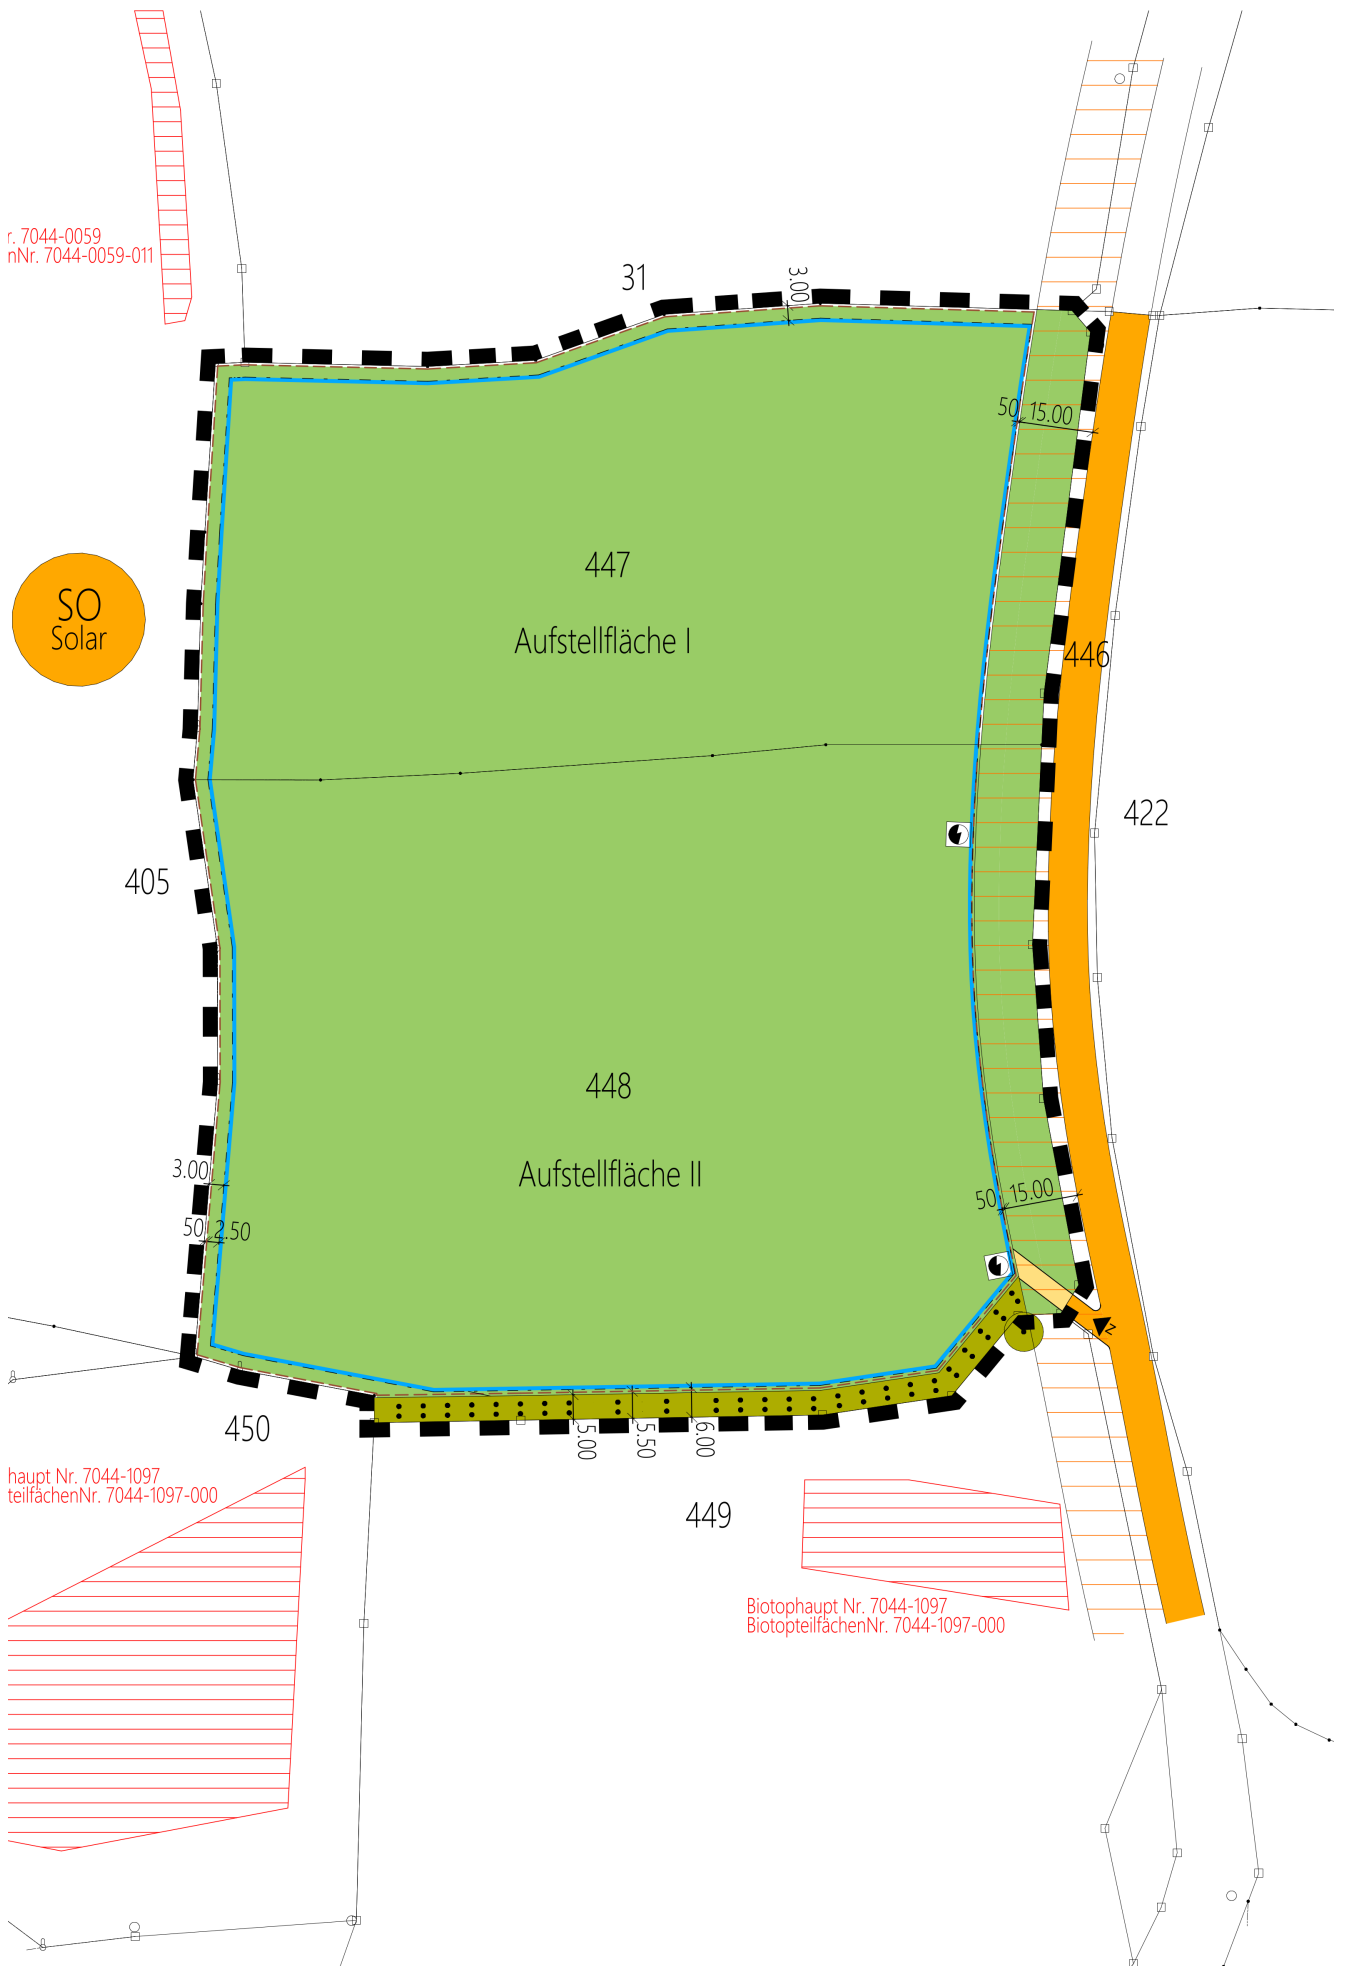 r. 7044-0059
nNr. 7044-0059-011
31
3.00
50
15.00
447
SO
Solar
Aufstellfläche I
446
422
405
448
Aufstellfläche II
3.00
50
15.00
50
2.50
Z
450
5.00
5.50
6.00
haupt Nr. 7044-1097
teilfächenNr. 7044-1097-000
449
Biotophaupt Nr. 7044-1097
BiotopteilfächenNr. 7044-1097-000